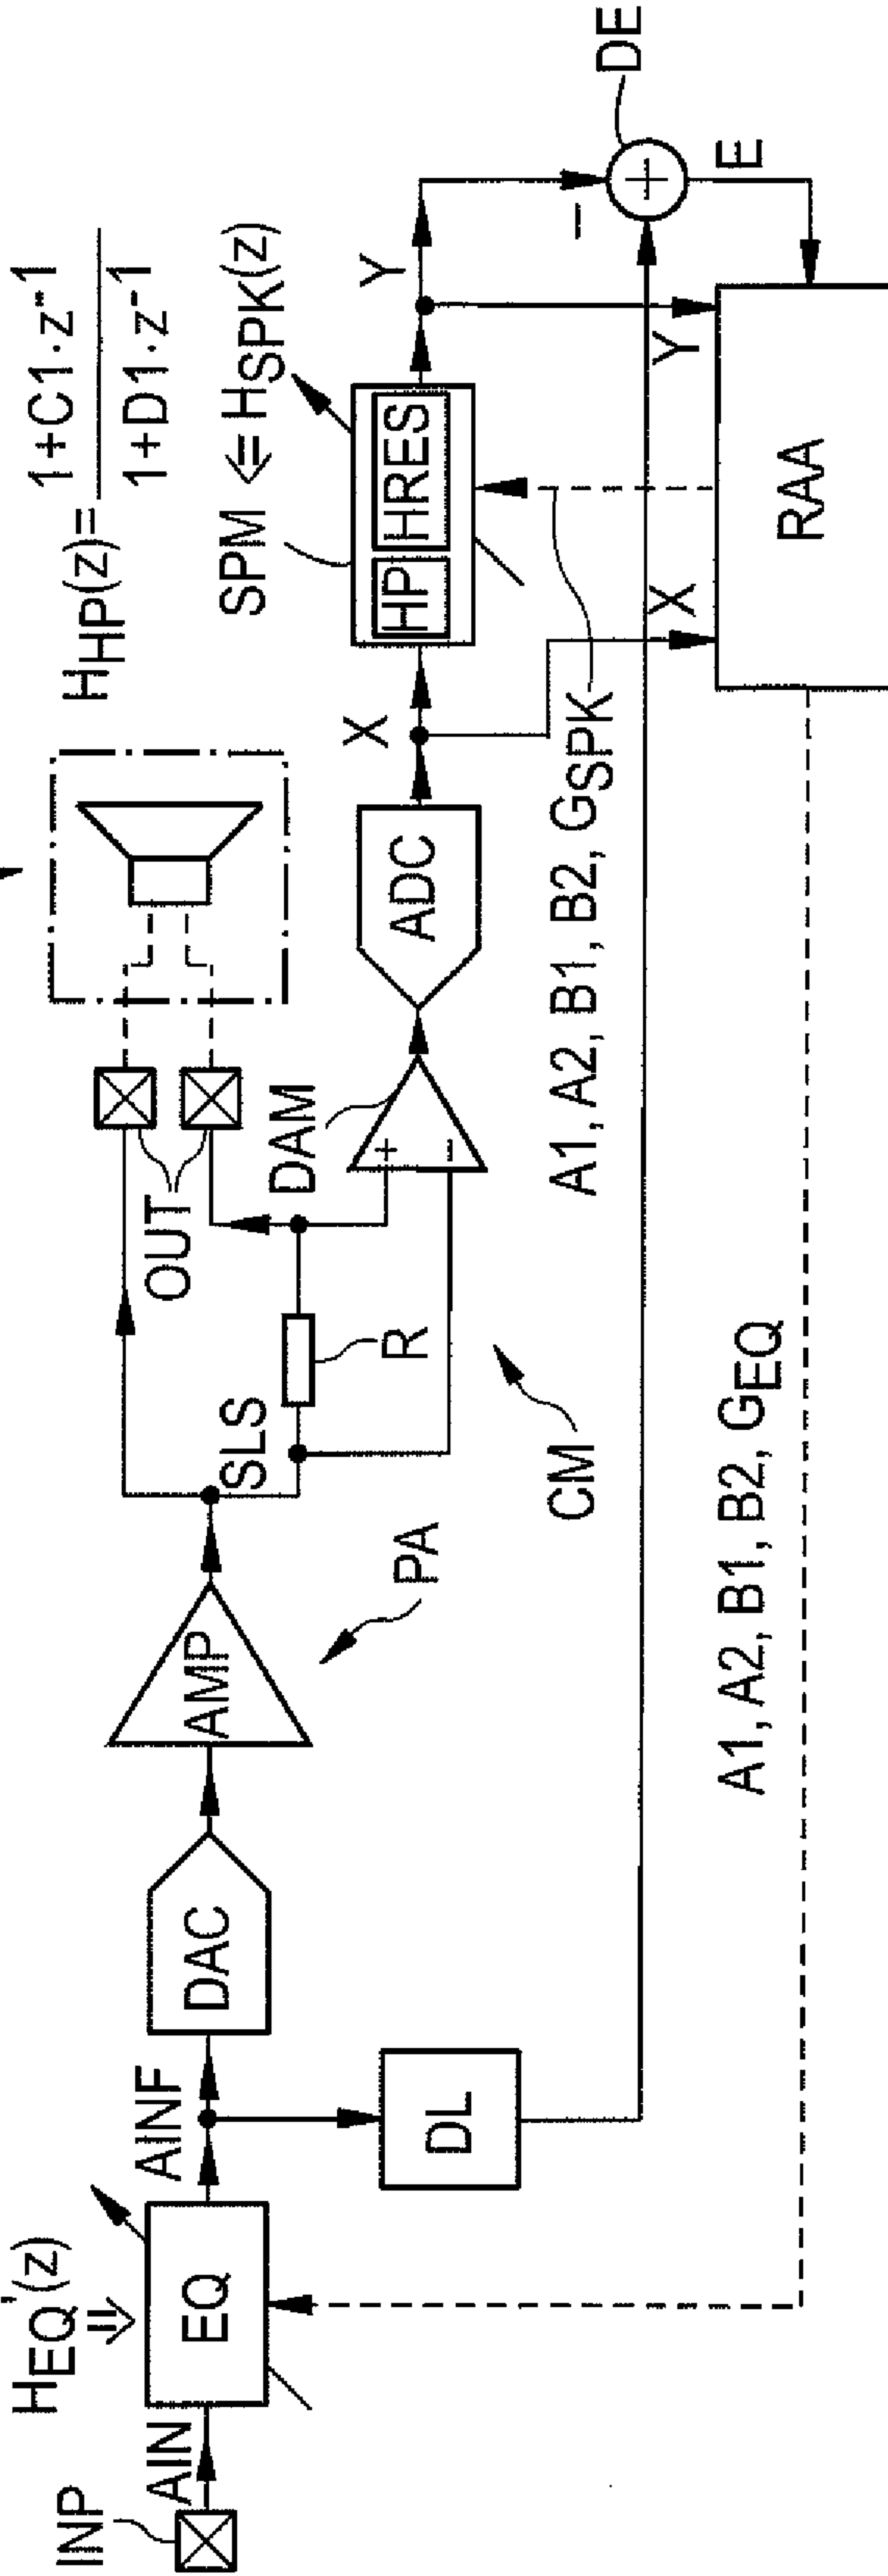 INP
AIN
H_EQ'(z)
⇒
EQ
AINF
DL
DAC
AMP
PA
SLS
R
CM
OUT
DAM
+
-
ADC
X
H_HP(z)= 1+C1·z⁻¹
1+D1·z⁻¹
SPM ⇐ H_SPK(z)
HP
HRES
Y
-
+
DE
E
X
Y
RAA
A1, A2, B1, B2, G_SPK
A1, A2, B1, B2, G_EQ